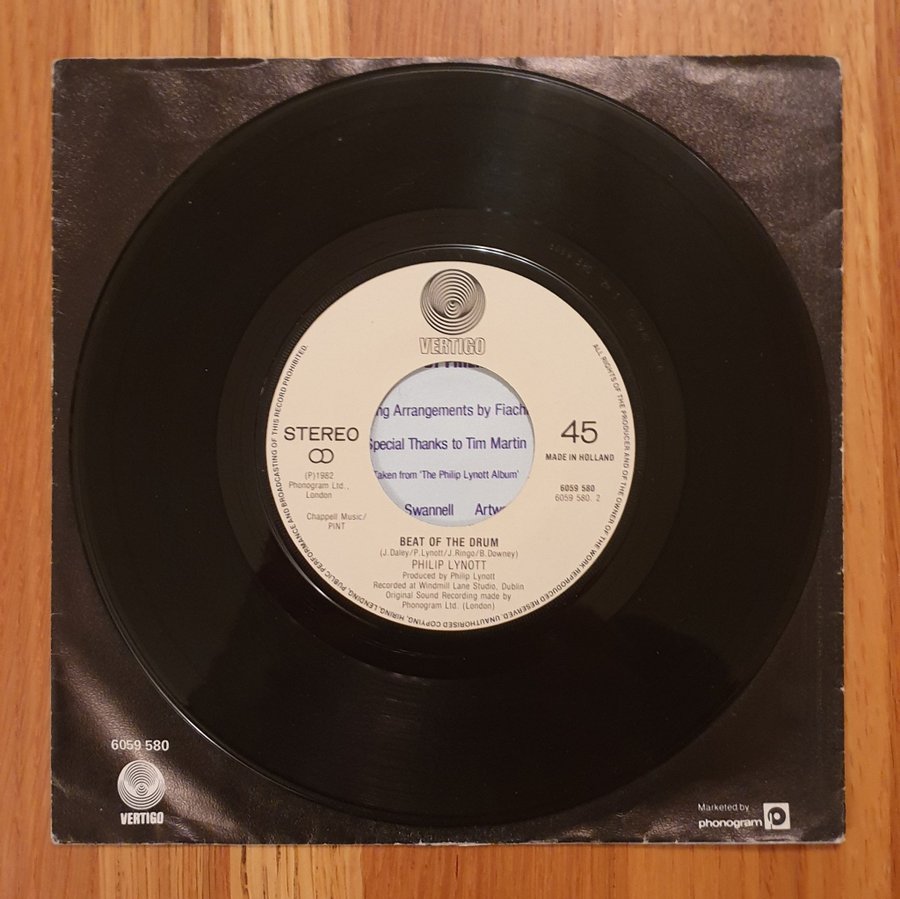 VERTIGO
ng Arrangements by Fiach
Special Thanks to Tim Martin
Taken from 'The Philip Lynott Album'
Swannell Artw
STEREO
(P)1982
Phonogram Ltd.,
London
Chappell Music/
PINT
45
MADE IN HOLLAND
6059 580
6059 580. 2
BEAT OF THE DRUM
(J. Daley/P. Lynott/J. Ringo/B. Downey)
PHILIP LYNOTT
Produced by Philip Lynott
Recorded at Windmill Lane Studio, Dublin
Original Sound Recording made by
Phonogram Ltd. (London)
ALL RIGHTS OF THE PRODUCER AND OF THE OWNER OF THE WORK REPRODUCED RESERVED. UNAUTHORISED COPYING, HIRING, LENDING, PUBLIC PERFORMANCE AND BROADCASTING OF THIS RECORD PROHIBITED.
6059 580
VERTIGO
Marketed by
phonogram